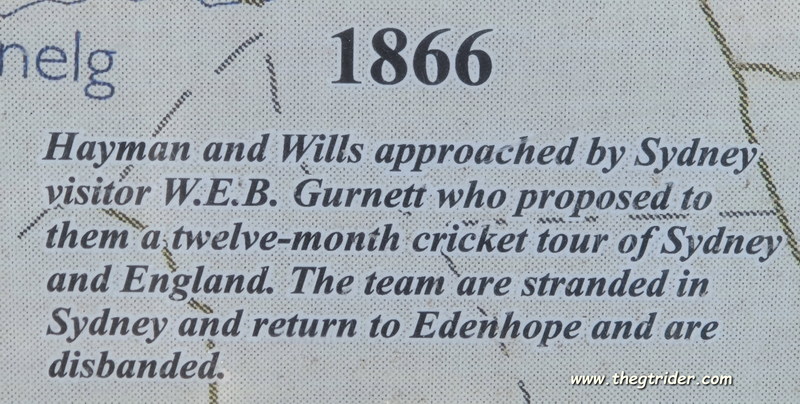 nelg
1866
Hayman and Wills approached by Sydney
visitor W.E.B. Gurnett who proposed to
them a twelve-month cricket tour of Sydney
and England. The team are stranded in
Sydney and return to Edenhope and are
disbanded.
www.thegtrider.com